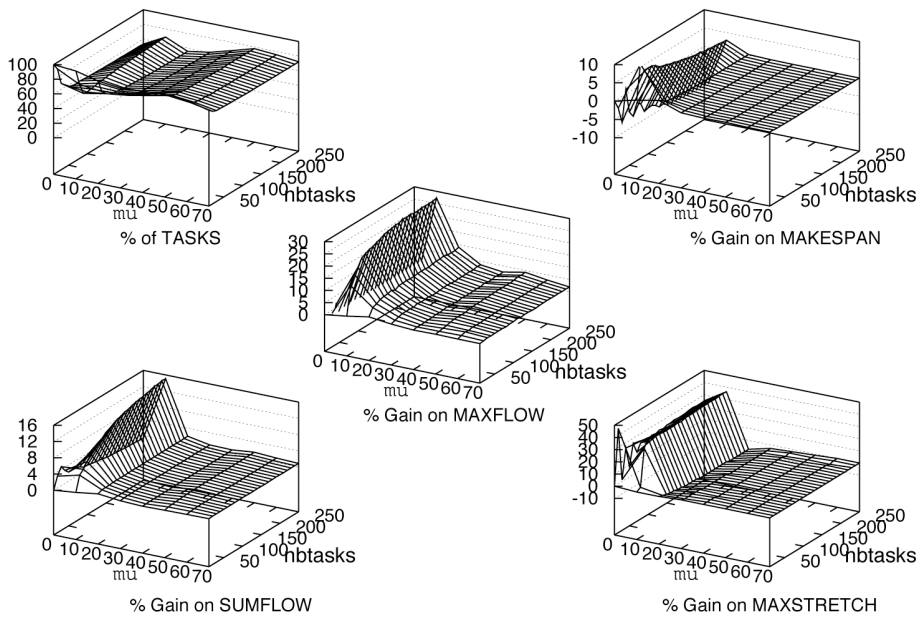 100
80
60
40
20
0
0 10 20 30 40 50 60 70
mu
50 100 150 200 250
nbtasks
% of TASKS
10
5
0
-5
-10
0 10 20 30 40 50 60 70
mu
50 100 150 200 250
nbtasks
% Gain on MAKESPAN
30
25
20
15
10
5
0
0 10 20 30 40 50 60 70
mu
50 100 150 200 250
nbtasks
% Gain on MAXFLOW
16
12
8
4
0
0 10 20 30 40 50 60 70
mu
50 100 150 200 250
nbtasks
% Gain on SUMFLOW
50
40
30
20
10
0
-10
0 10 20 30 40 50 60 70
mu
50 100 150 200 250
nbtasks
% Gain on MAXSTRETCH